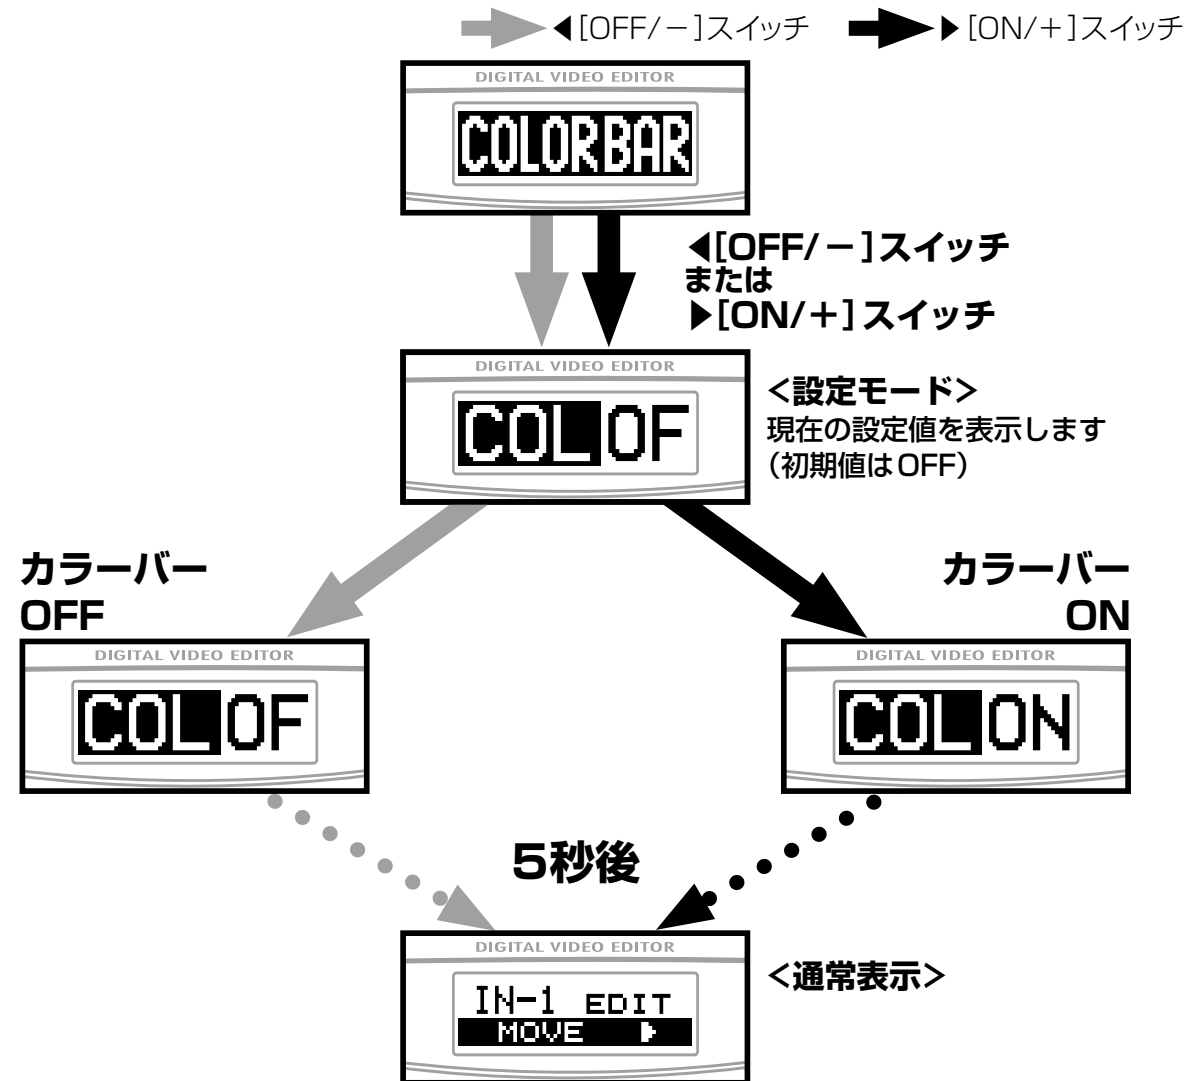 ◀[OFF/－]スイッチ ▶[ON/＋]スイッチ
DIGITAL VIDEO EDITOR
COLORBAR
◀[OFF/－]スイッチ
または
▶[ON/＋]スイッチ
DIGITAL VIDEO EDITOR
COL OF
＜設定モード＞
現在の設定値を表示します
（初期値はOFF）
カラーバー
OFF
DIGITAL VIDEO EDITOR
COL OF
カラーバー
ON
DIGITAL VIDEO EDITOR
COL ON
5秒後
DIGITAL VIDEO EDITOR
IN-1 EDIT
MOVE ▶
＜通常表示＞